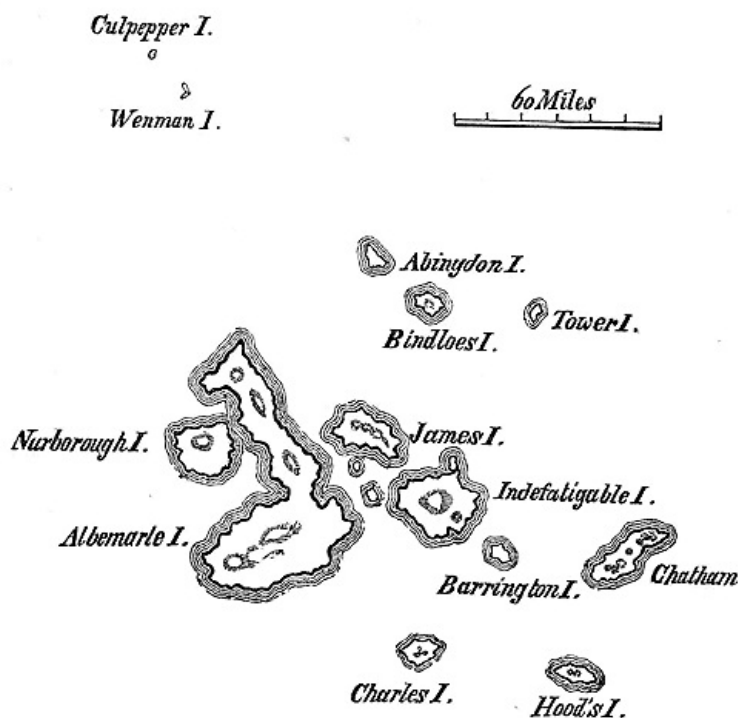 Culpepper I.
Wenman I.
60 Miles
Abingdon I.
Bindloes I.
Tower I.
Narborough I.
James I.
Indefatigable I.
Albemarle I.
Barrington I.
Chatham
Charles I.
Hood's I.